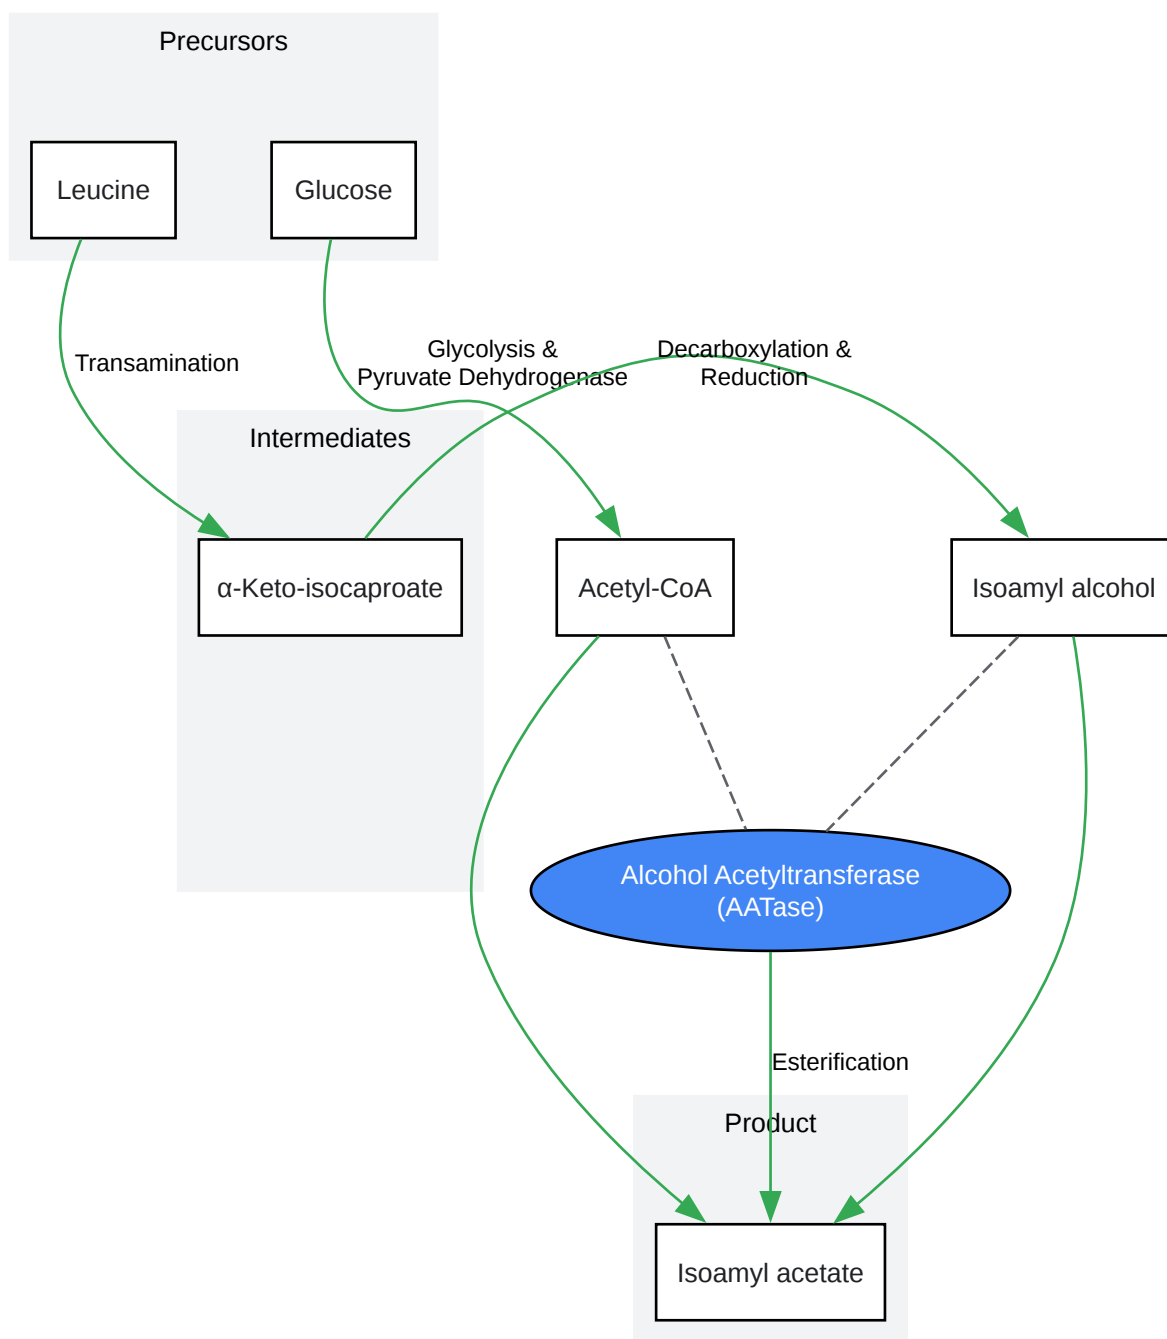 Precursors
Leucine
Glucose
Transamination
Glycolysis &
Pyruvate Dehydrogenase
Decarboxylation &
Reduction
Intermediates
α-Keto-isocaproate
Acetyl-CoA
Isoamyl alcohol
Alcohol Acetyltransferase
(AATase)
Esterification
Product
Isoamyl acetate